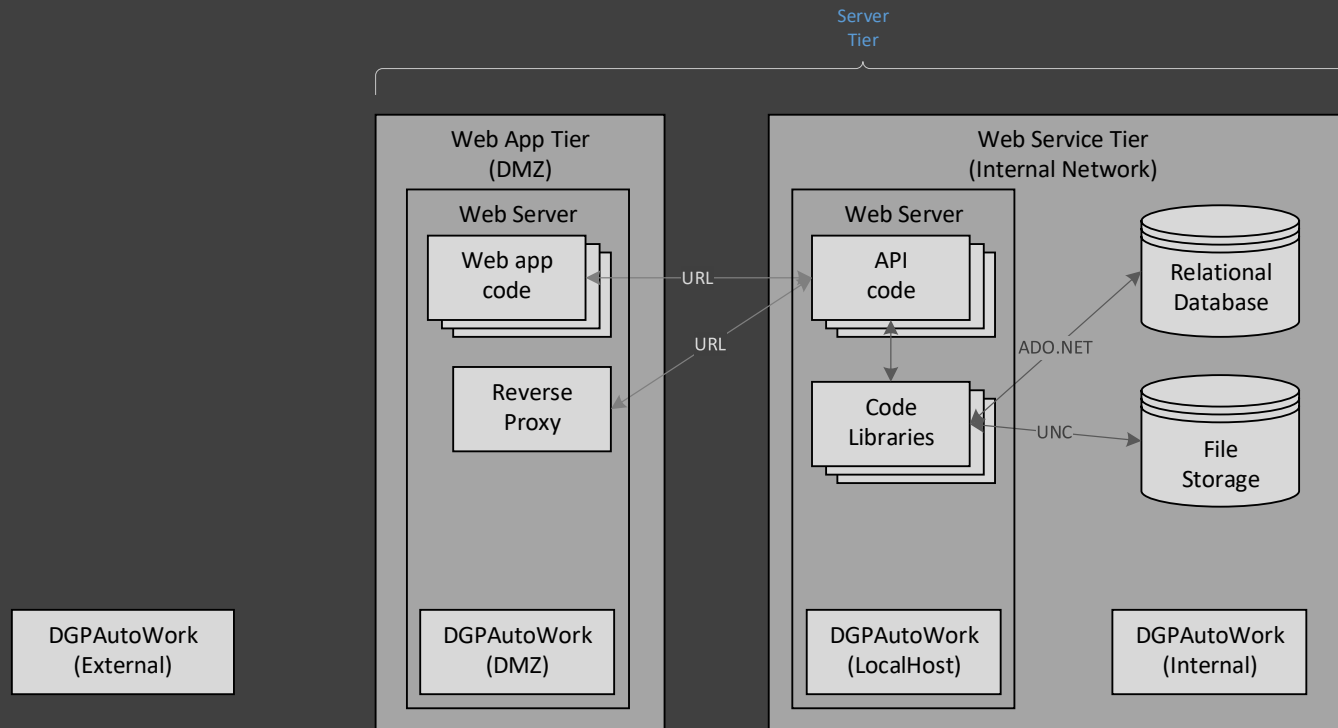 Server
Tier
Web App Tier
(DMZ)
Web Server
Web app
code
Reverse
Proxy
DGPAutoWork
(DMZ)
URL
URL
Web Service Tier
(Internal Network)
Web Server
API
code
Code
Libraries
ADO.NET
UNC
Relational
Database
File
Storage
DGPAutoWork
(External)
DGPAutoWork
(LocalHost)
DGPAutoWork
(Internal)